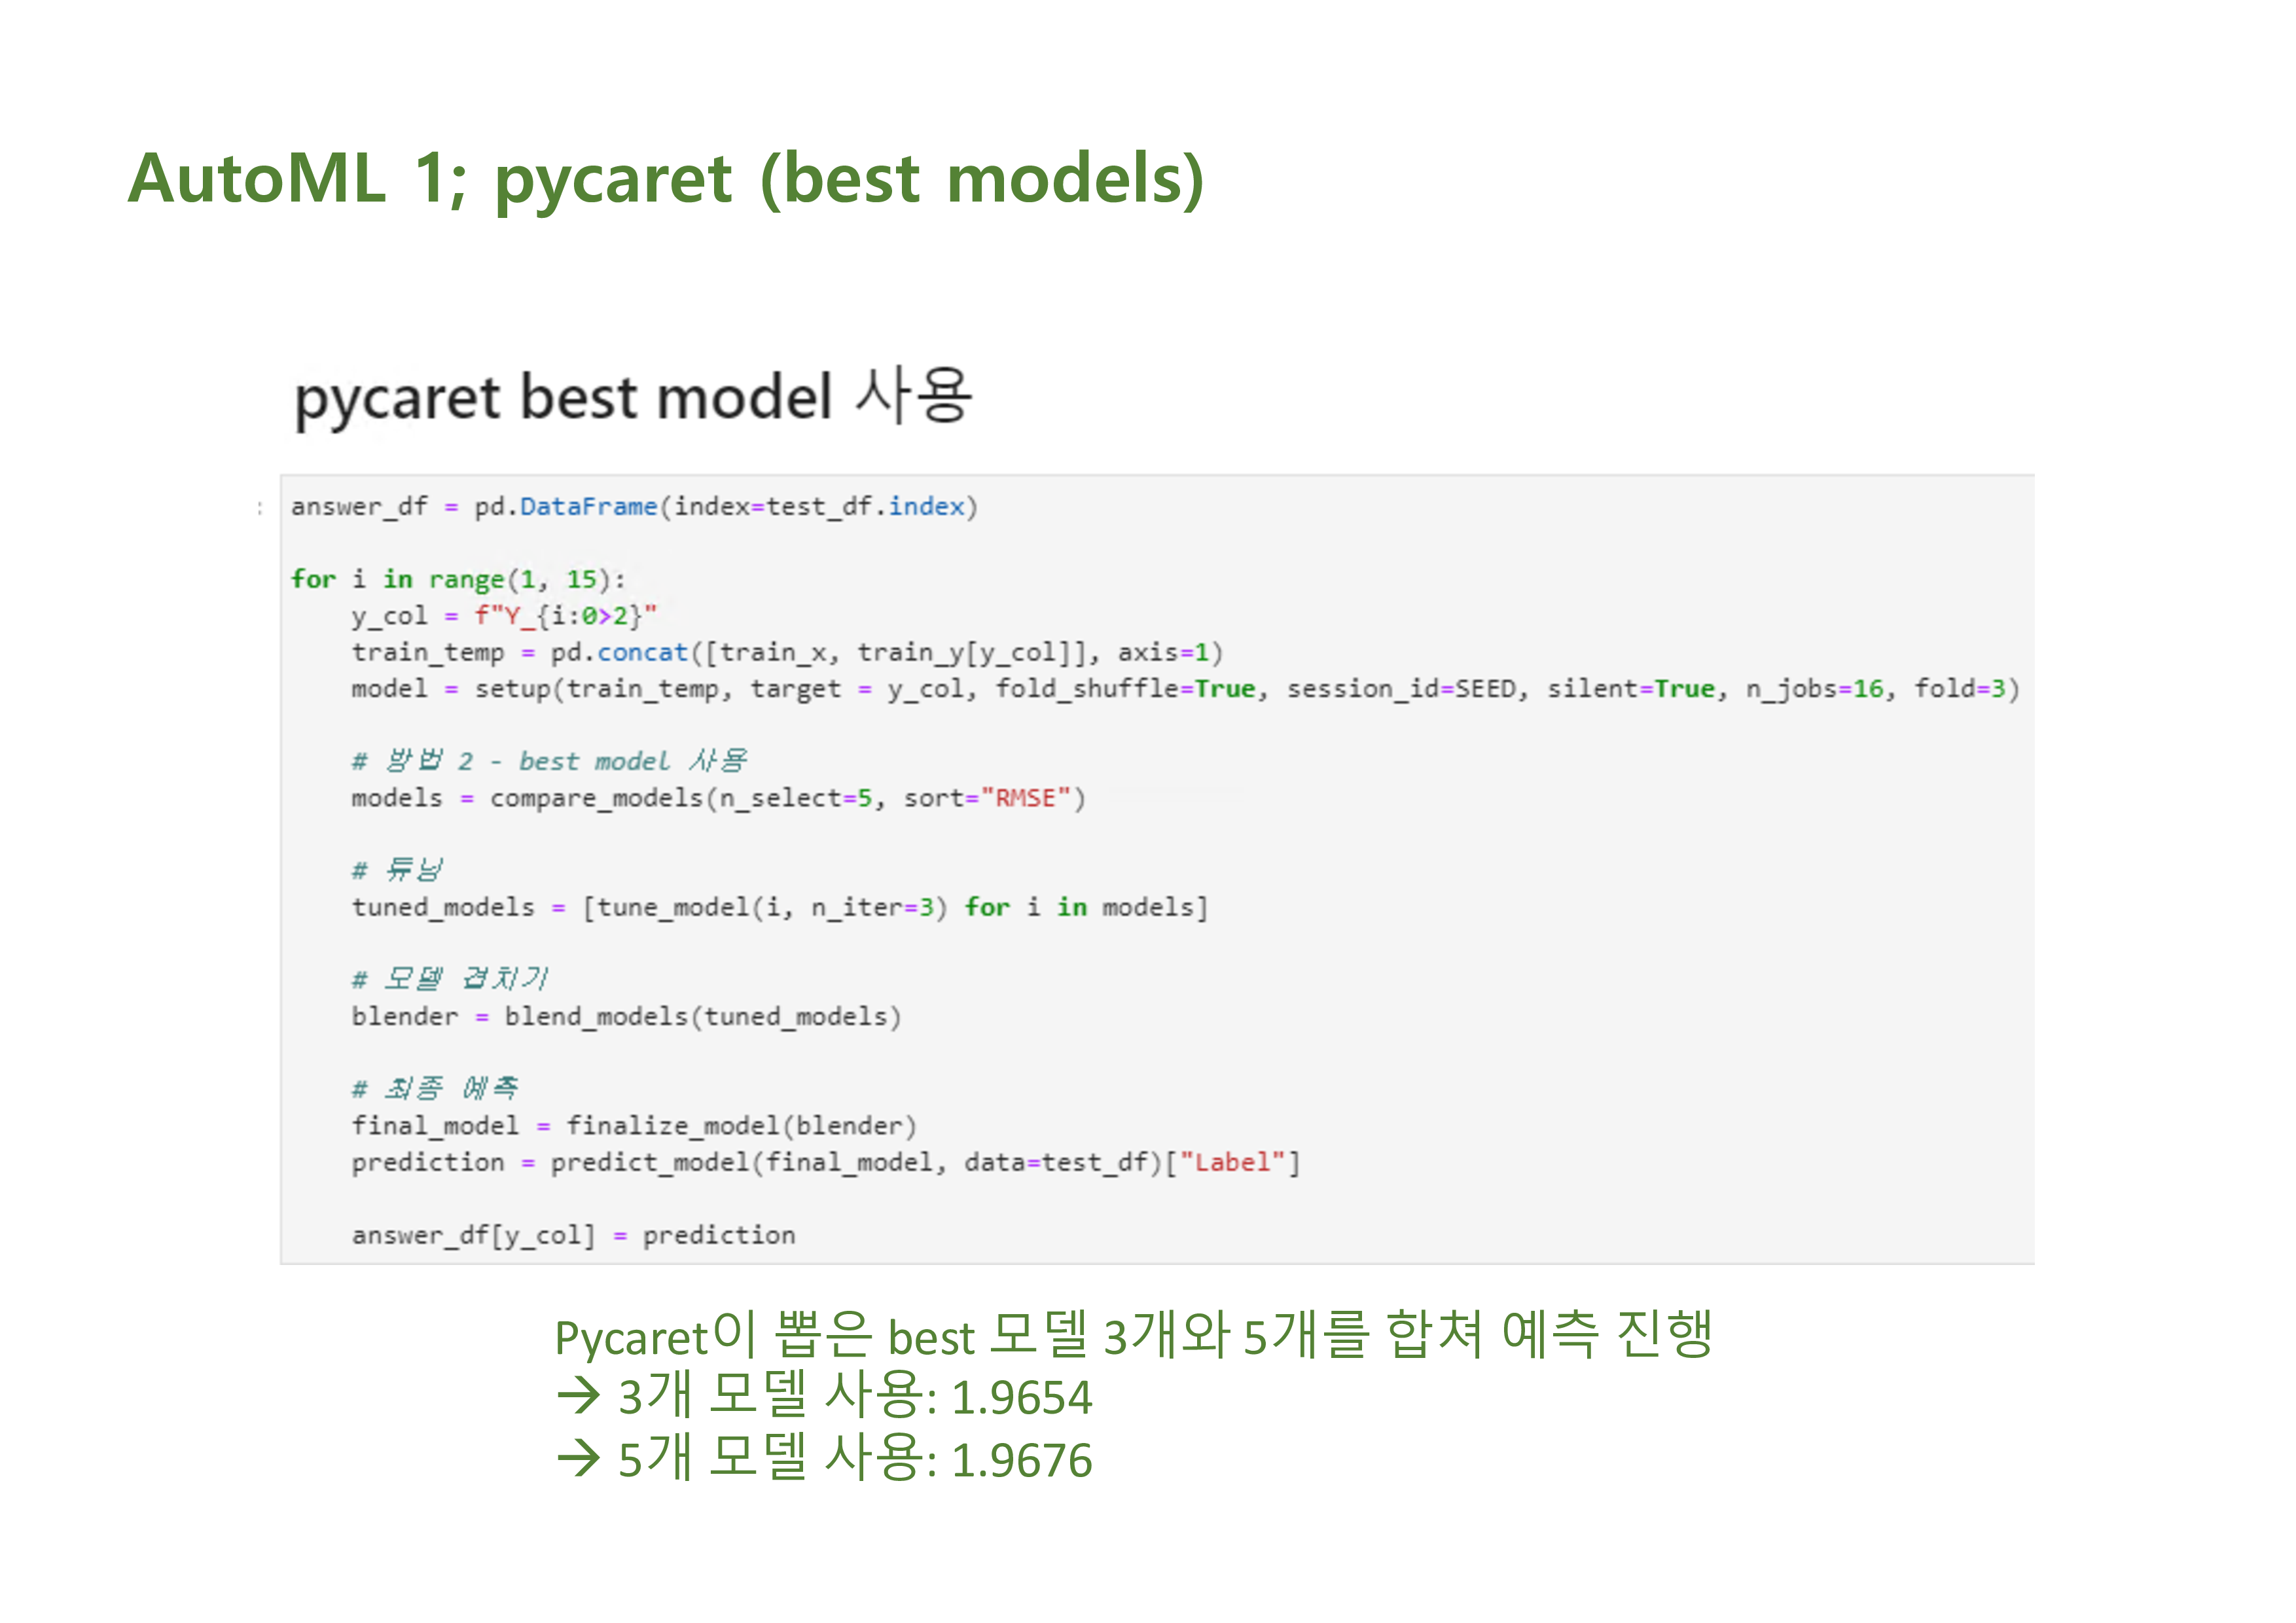 AutoML 1; pycaret (best models)
pycaret best model 사용
: answer_df = pd.DataFrame(index=test_df.index)
for i in range(1, 15):
    y_col = f"Y_{i:0>2}"
    train_temp = pd.concat([train_x, train_y[y_col]], axis=1)
    model = setup(train_temp, target = y_col, fold_shuffle=True, session_id=SEED, silent=True, n_jobs=16, fold=3)
    # 방법 2 - best model 사용
    models = compare_models(n_select=5, sort="RMSE")
    # 튜닝
    tuned_models = [tune_model(i, n_iter=3) for i in models]
    # 모델 겹치기
    blender = blend_models(tuned_models)
    # 최종 예측
    final_model = finalize_model(blender)
    prediction = predict_model(final_model, data=test_df)["Label"]
    answer_df[y_col] = prediction
Pycaret이 뽑은 best 모델 3개와 5개를 합쳐 예측 진행
→ 3개 모델 사용: 1.9654
→ 5개 모델 사용: 1.9676